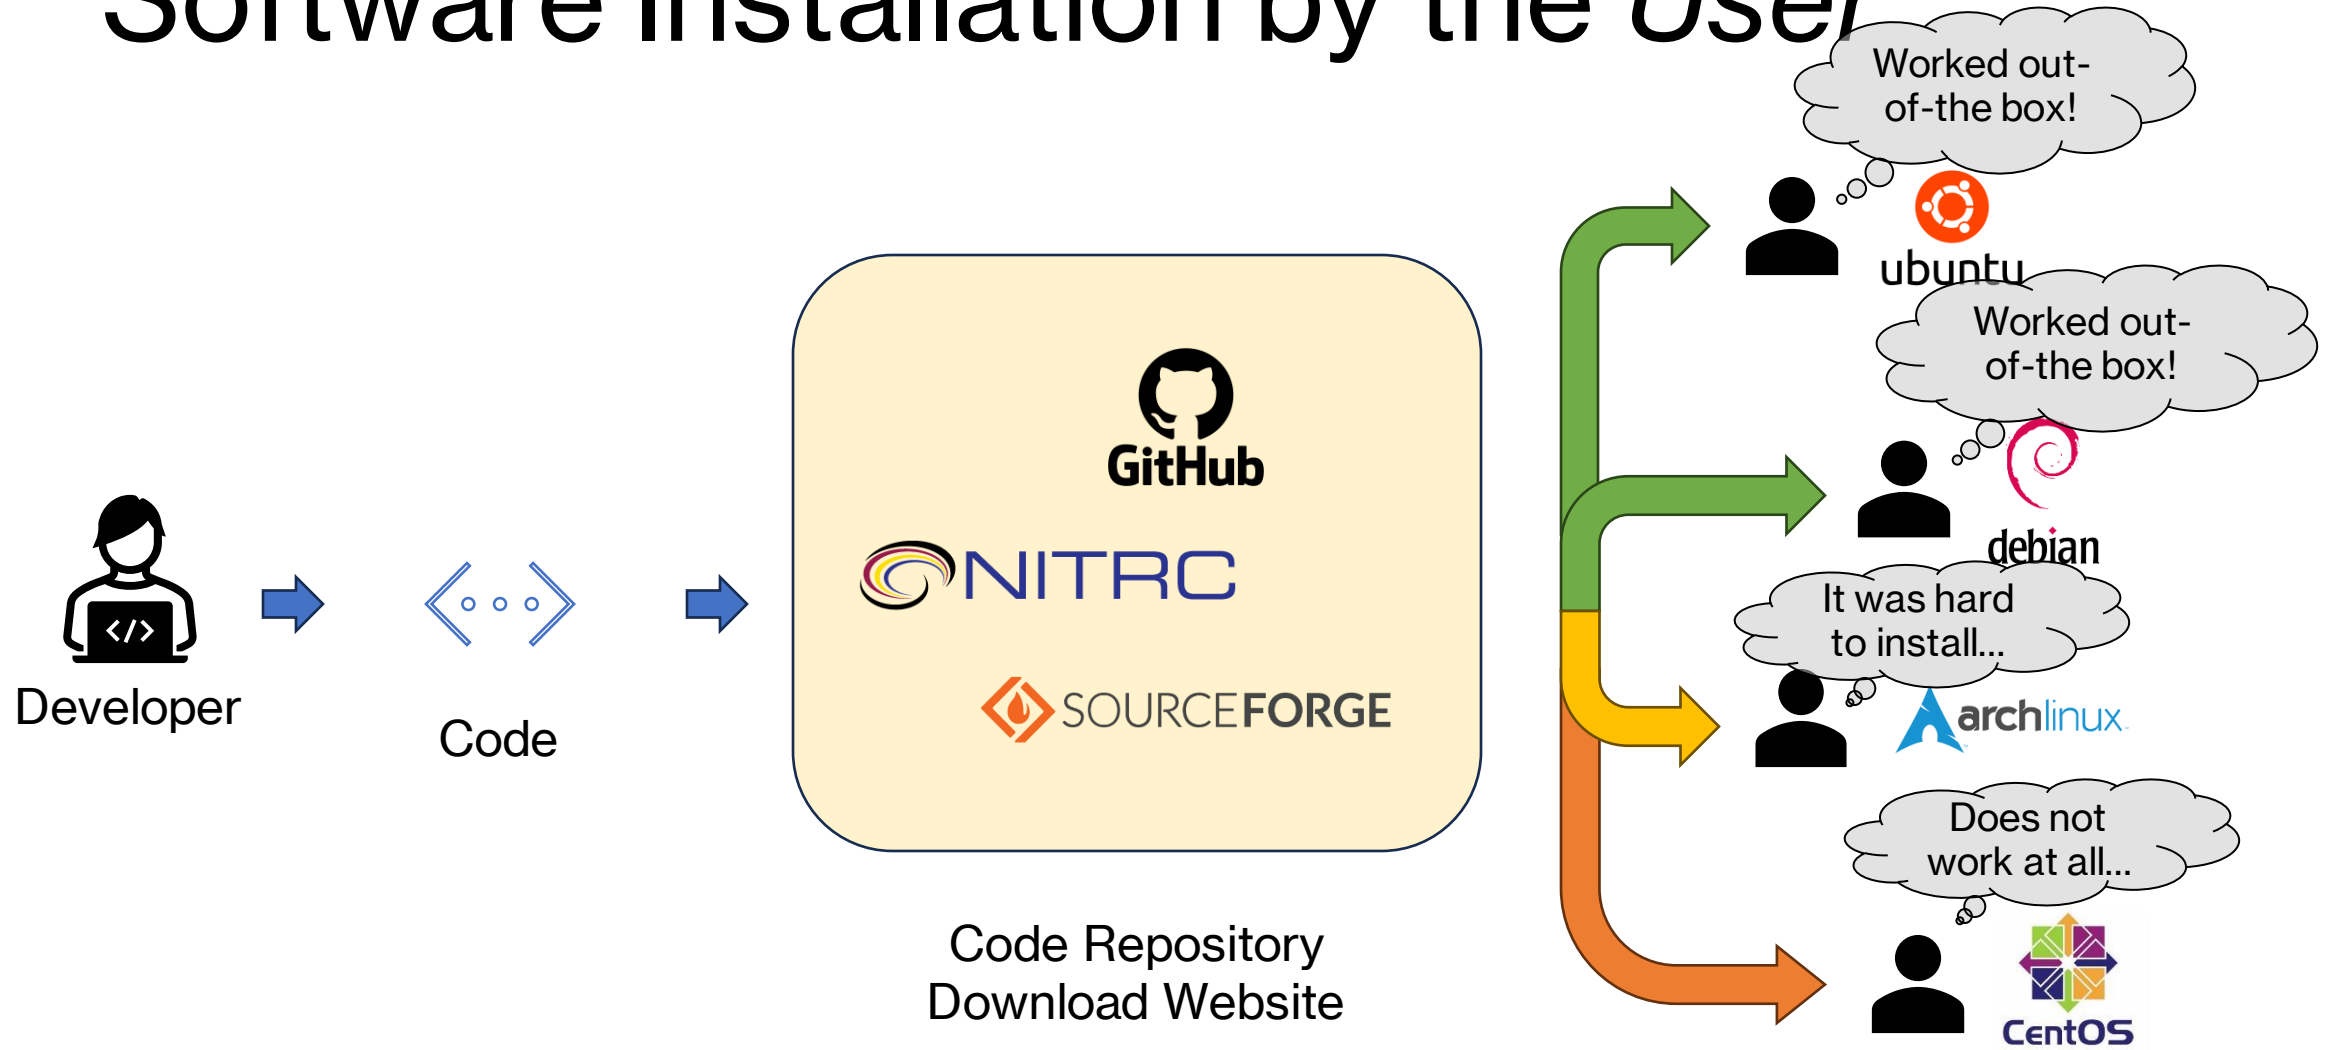 Software Installation by the User
Worked out-
of-the box!
ubuntu
Worked out-
of-the box!
debian
It was hard
to install...
archlinux
Does not
work at all...
CentOS
GitHub
NITRC
SOURCEFORGE
</>
Developer
Code
Code Repository
Download Website